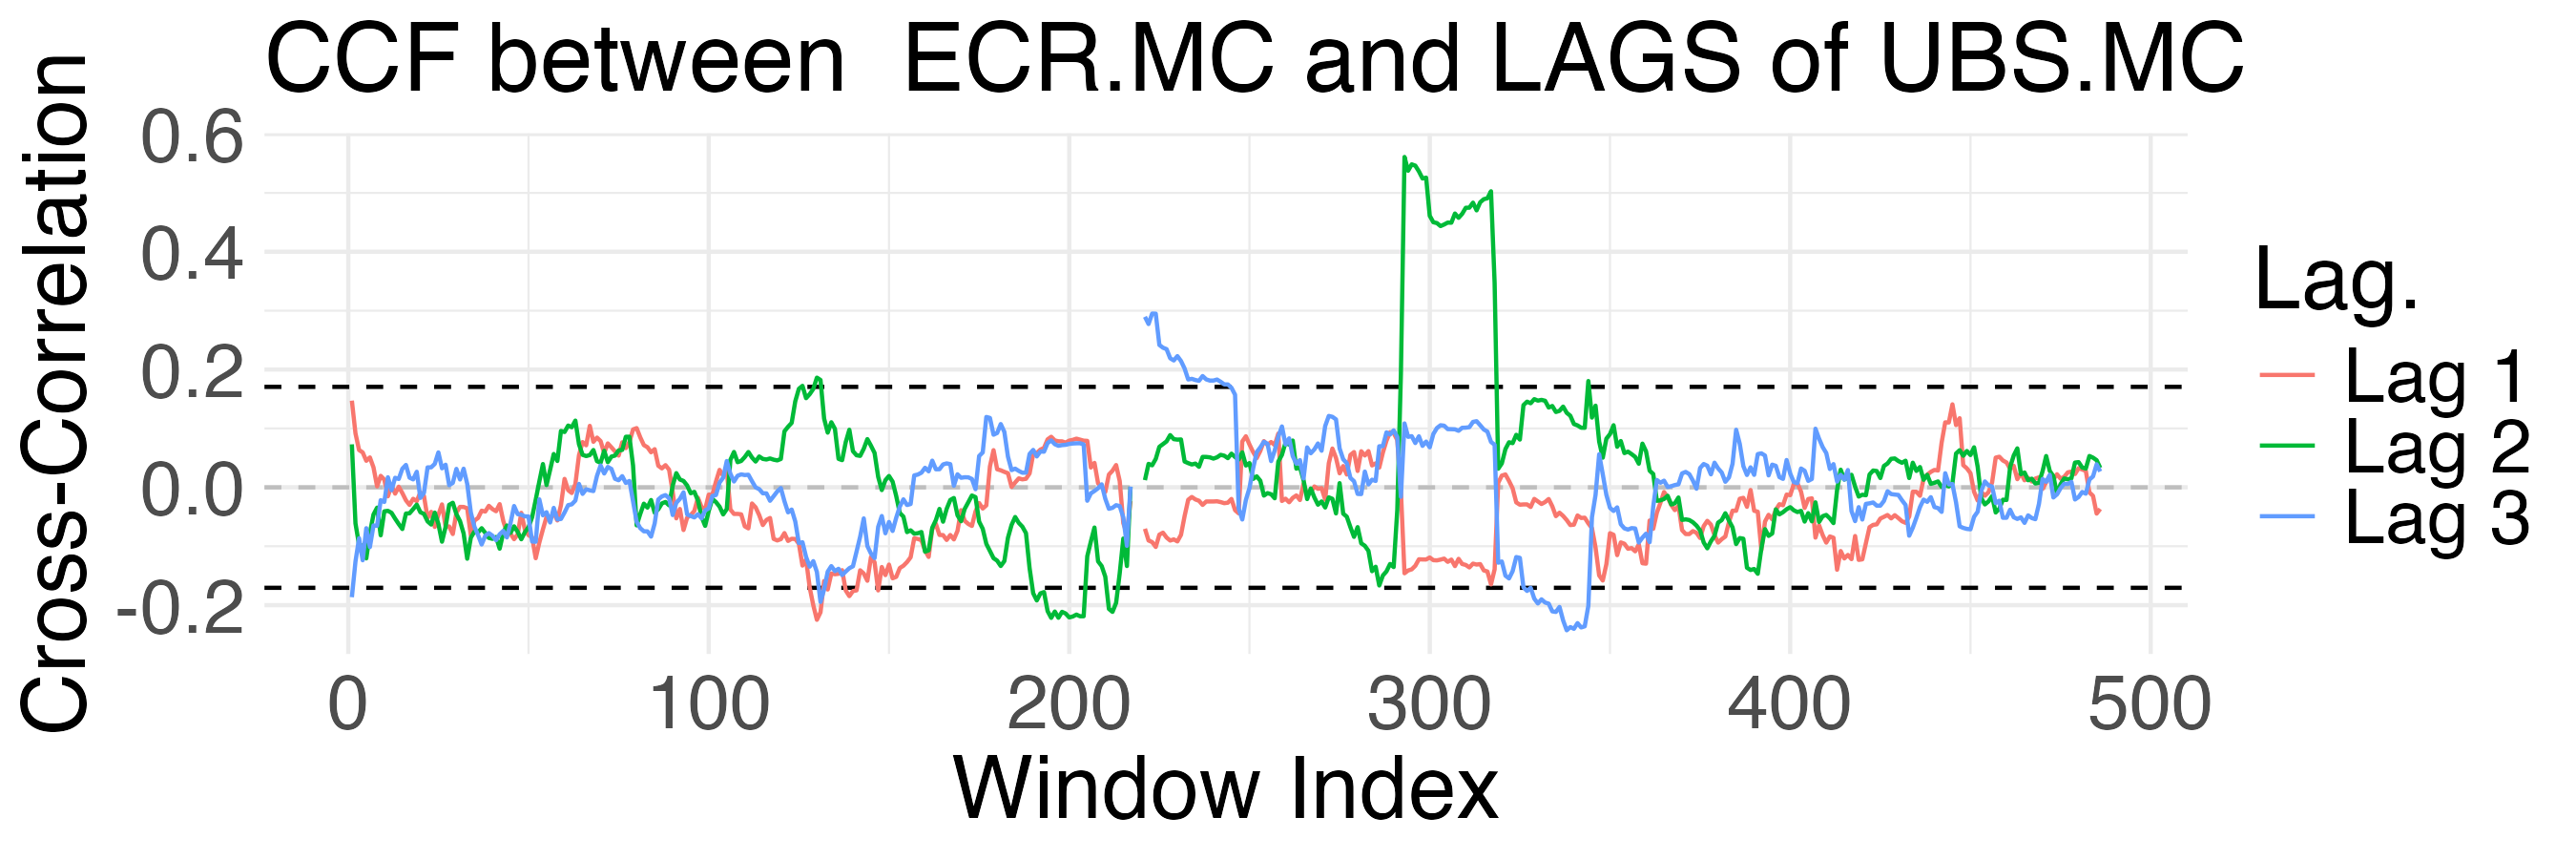 CCF between  ECR.MC and LAGS of UBS.MC
Cross-Correlation
0.6
0.4
0.2
0.0
-0.2
0 100 200 300 400 500
Window Index
Lag.
Lag 1
Lag 2
Lag 3